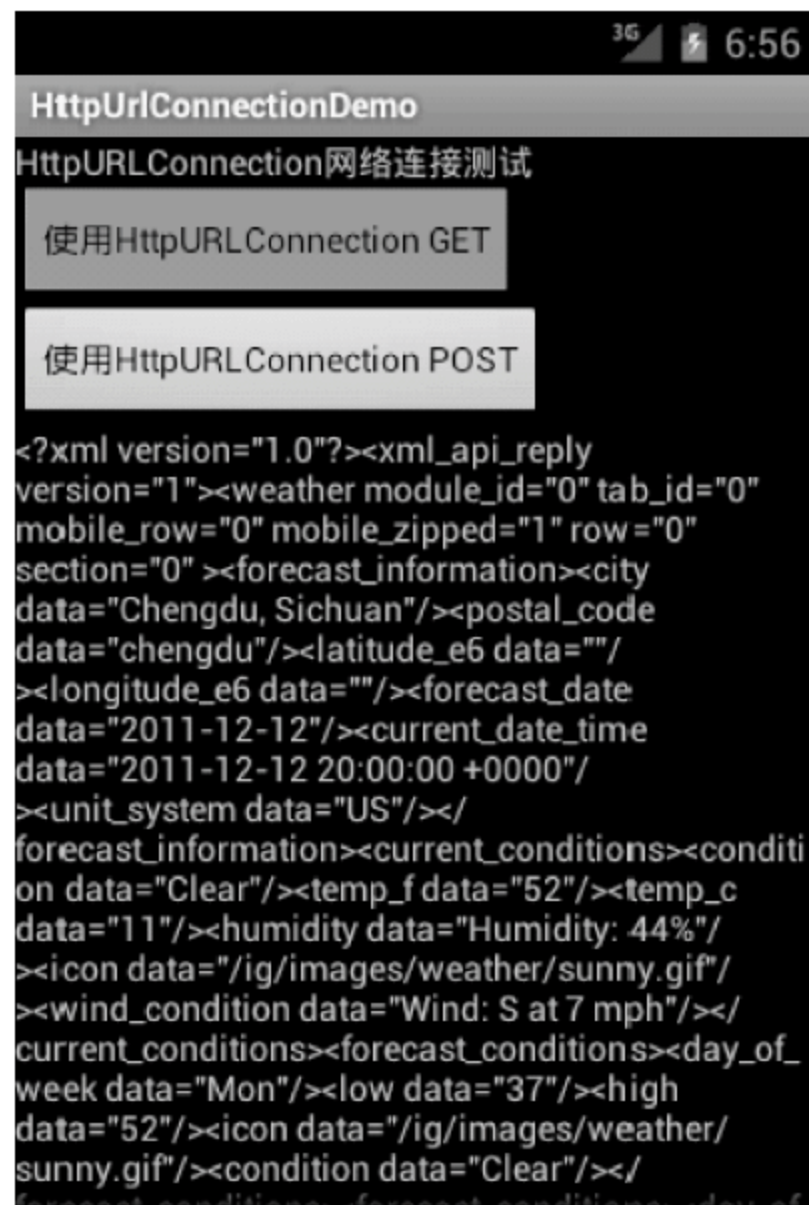 3G 6:56
HttpUrlConnectionDemo
HttpURLConnection网络连接测试
使用HttpURLConnection GET
使用HttpURLConnection POST
<?xml version="1.0"?><xml_api_reply
version="1"><weather module_id="0" tab_id="0"
mobile_row="0" mobile_zipped="1" row="0"
section="0" ><forecast_information><city
data="Chengdu, Sichuan"/><postal_code
data="chengdu"/><latitude_e6 data=""/
><longitude_e6 data=""/><forecast_date
data="2011-12-12"/><current_date_time
data="2011-12-12 20:00:00 +0000"/
><unit_system data="US"/></
forecast_information><current_conditions><conditi
on data="Clear"/><temp_f data="52"/><temp_c
data="11"/><humidity data="Humidity: 44%"/
><icon data="/ig/images/weather/sunny.gif"/
><wind_condition data="Wind: S at 7 mph"/></
current_conditions><forecast_conditions><day_of_
week data="Mon"/><low data="37"/><high
data="52"/><icon data="/ig/images/weather/
sunny.gif"/><condition data="Clear"/></